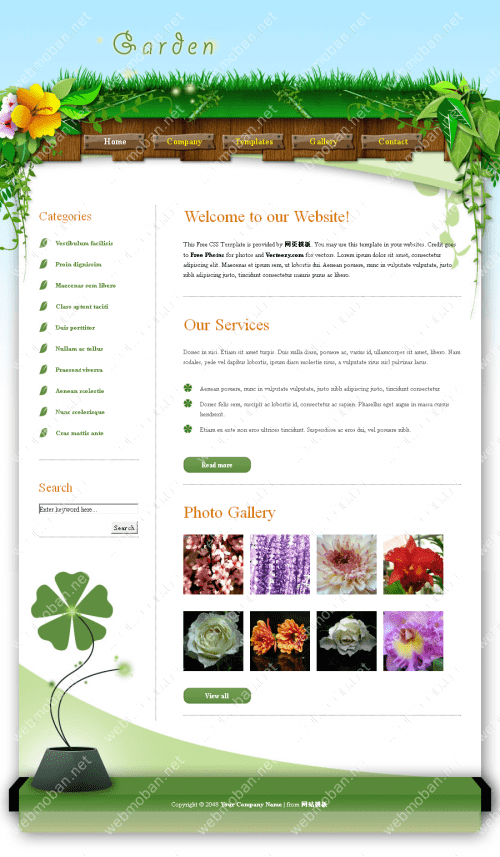 Garden
Home
Company
Templates
Gallery
Contact
Categories
Vestibulum facilisis
Proin dignissim
Maecenas sem libero
Class aptent taciti
Duis porttitor
Nullam ac tellus
Praesent viverra
Aenean molestie
Nunc scelerisque
Cras mattis ante
Search
Enter keyword here...
Search
Welcome to our Website!
This Free CSS Template is provided by 网页模板. You may use this template in your websites. Credit goes
to Free Photos for photos and Vecteezy.com for vectors. Lorem ipsum dolor sit amet, consectetur
adipiscing elit. Maecenas et ipsum sem, ut lobortis dui. Aenean posuere, nunc in vulputate vulputate, justo
nibh adipiscing justo, tincidunt consectetur mauris purus ac libero.
Our Services
Donec in nisi. Etiam sit amet turpis. Duis nulla diam, posuere ac, varius id, ullamcorper sit amet, libero. Nam
sodales, pede vel dapibus lobortis, ipsum diam molestie risus, a vulputate risus nisl pulvinar lacus.
Aenean posuere, nunc in vulputate vulputate, justo nibh adipiscing justo, tincidunt consectetur
Donec felis sem, suscipit ac lobortis id, consectetur ac sapien. Phasellus eget augue in massa cursus
hendrerit.
Etiam eu ante non eros ultrices tincidunt. Suspendisse ac eros dui, vel posuere nibh.
Read more
Photo Gallery
View all
Copyright © 2048 Your Company Name | from 网站模板
webmoban.net